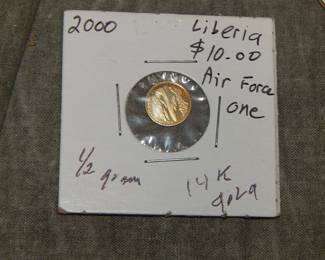 2000
Liberia
$10.00
Air Force
one
1/2 gram
14K
gold